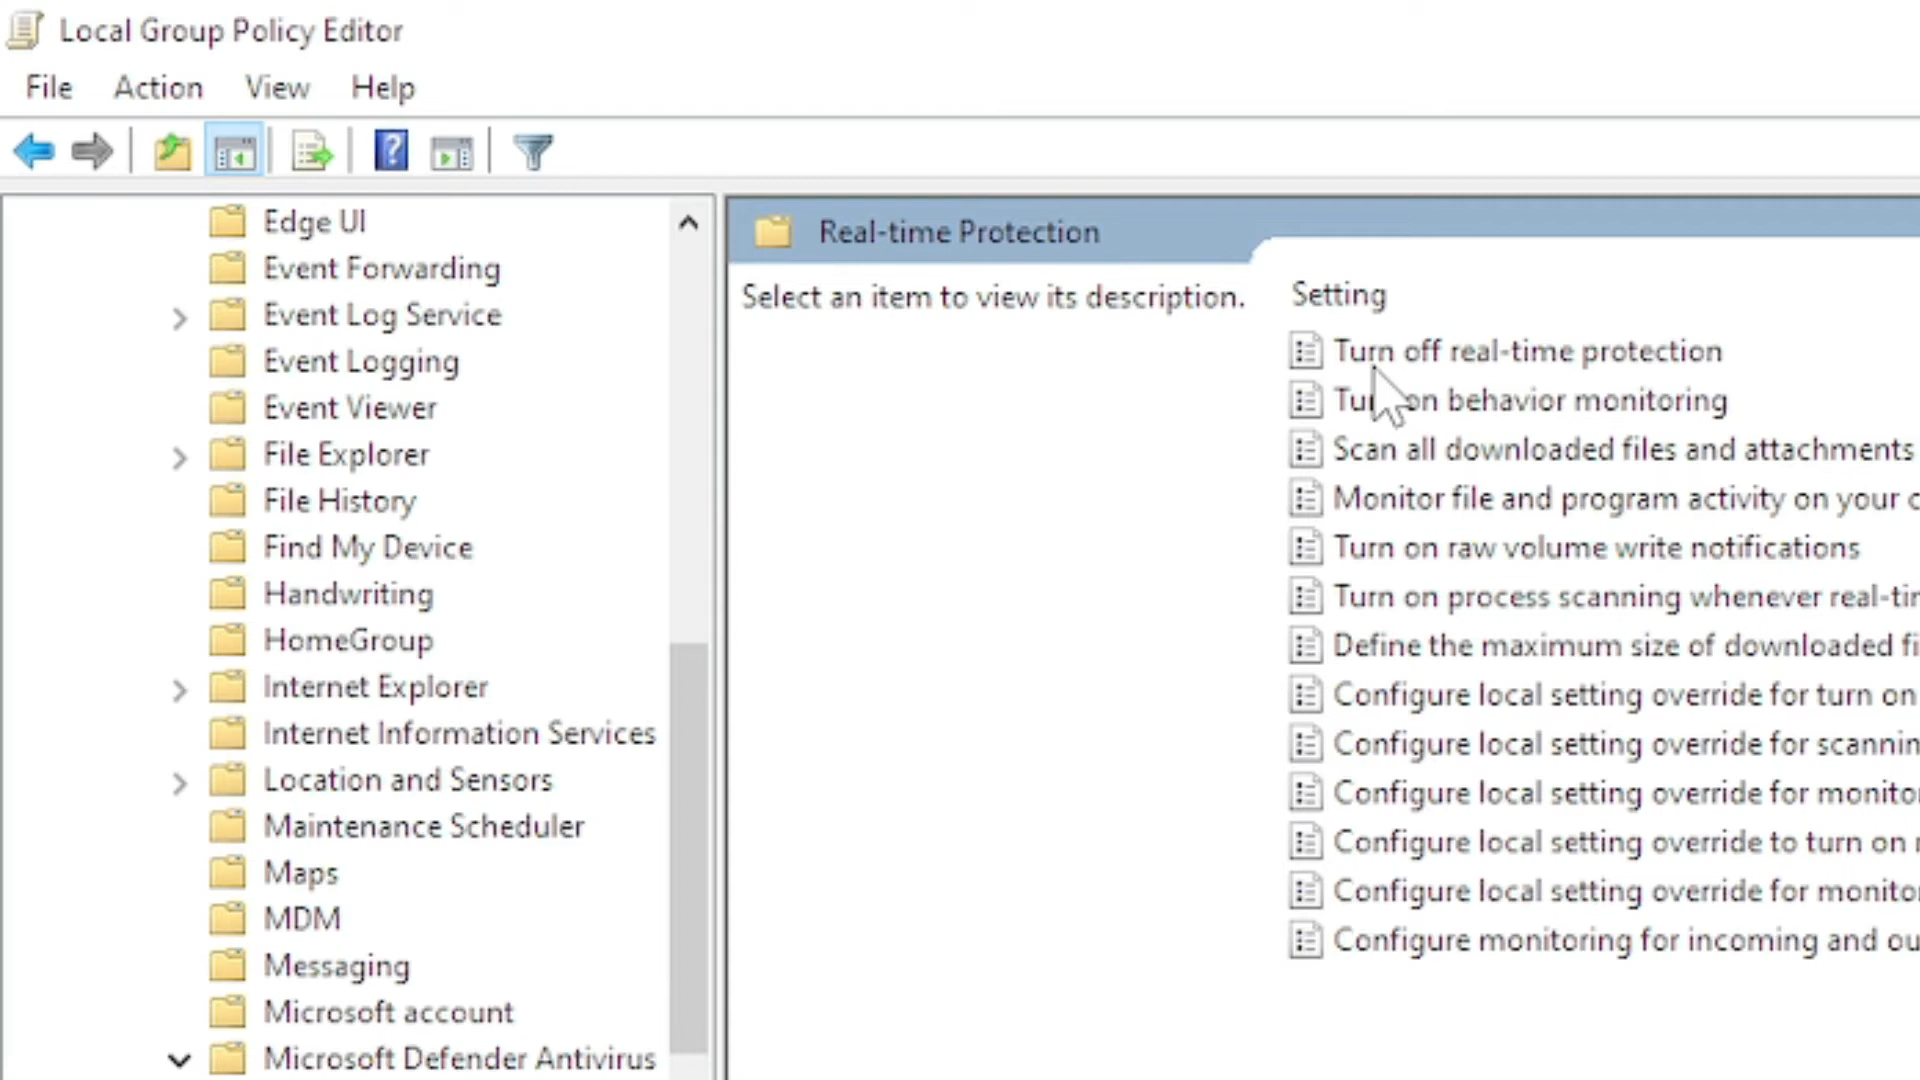 Local Group Policy Editor
File Action View Help
Edge UI
Event Forwarding
Event Log Service
Event Logging
Event Viewer
File Explorer
File History
Find My Device
Handwriting
HomeGroup
Internet Explorer
Internet Information Services
Location and Sensors
Maintenance Scheduler
Maps
MDM
Messaging
Microsoft account
Microsoft Defender Antivirus
Real-time Protection
Select an item to view its description.
Setting
Turn off real-time protection
Turn on behavior monitoring
Scan all downloaded files and attachments
Monitor file and program activity on your
Turn on raw volume write notifications
Turn on process scanning whenever
Define the maximum size of downloaded
Configure local setting override for turn on
Configure local setting override for
Configure local setting override for
Configure local setting override to turn on
Configure local setting override for
Configure monitoring for incoming and